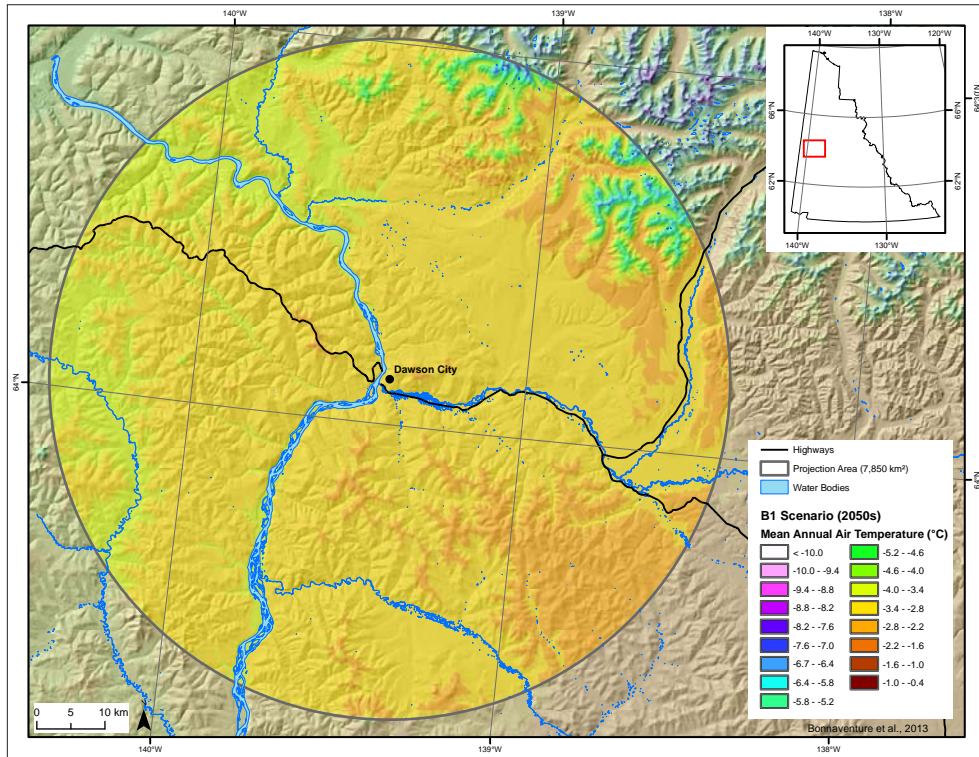 140°W
139°W
138°W
140°W
130°W
120°W
66°N
62°N
66°30'N
140°W
130°W
64°N
Dawson City
64°N
Highways
Projection Area (7,850 km²)
Water Bodies
B1 Scenario (2050s)
Mean Annual Air Temperature (°C)
< -10.0
-10.0 - -9.4
-9.4 - -8.8
-8.8 - -8.2
-8.2 - -7.6
-7.6 - -7.0
-6.7 - -6.4
-6.4 - -5.8
-5.8 - -5.2
-5.2 - -4.6
-4.6 - -4.0
-4.0 - -3.4
-3.4 - -2.8
-2.8 - -2.2
-2.2 - -1.6
-1.6 - -1.0
-1.0 - -0.4
0 5 10 km
Bonnaventure et al., 2013
140°W
139°W
138°W